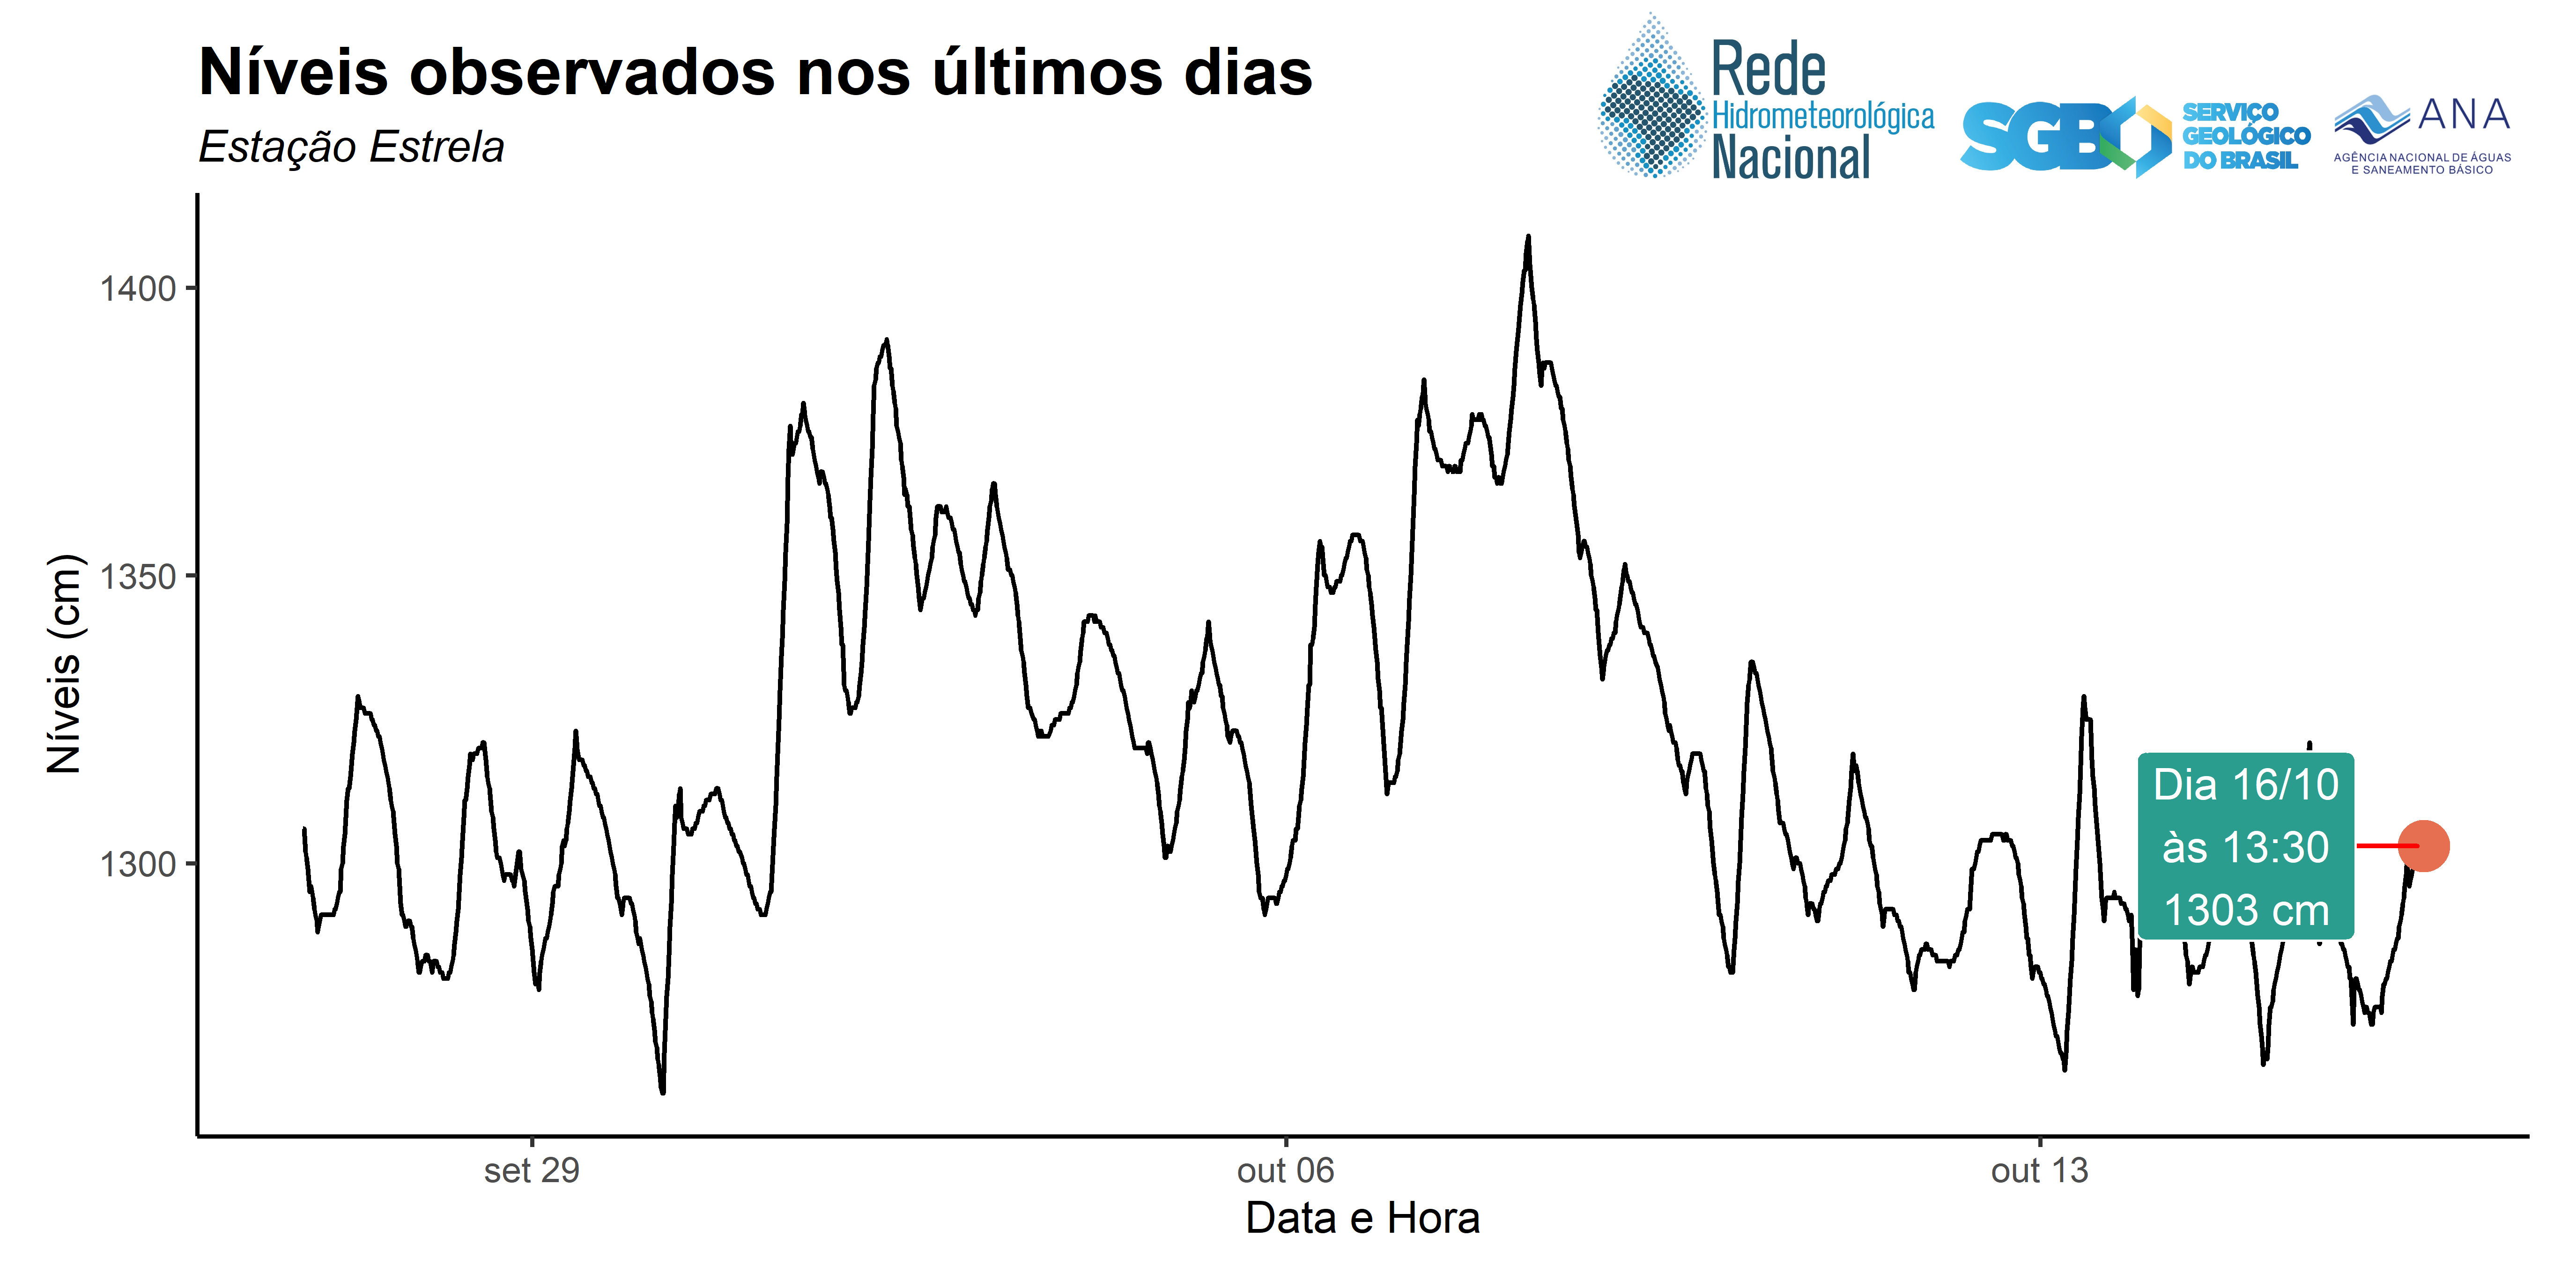 Níveis observados nos últimos dias
Estação Estrela
Rede
Hidrometeorológica
Nacional
SGB
SERVIÇO
GEOLÓGICO
DO BRASIL
ANA
AGÊNCIA NACIONAL DE ÁGUAS
E SANEAMENTO BÁSICO
Níveis (cm)
1400
1350
1300
Dia 16/10
às 13:30
1303 cm
set 29
out 06
out 13
Data e Hora